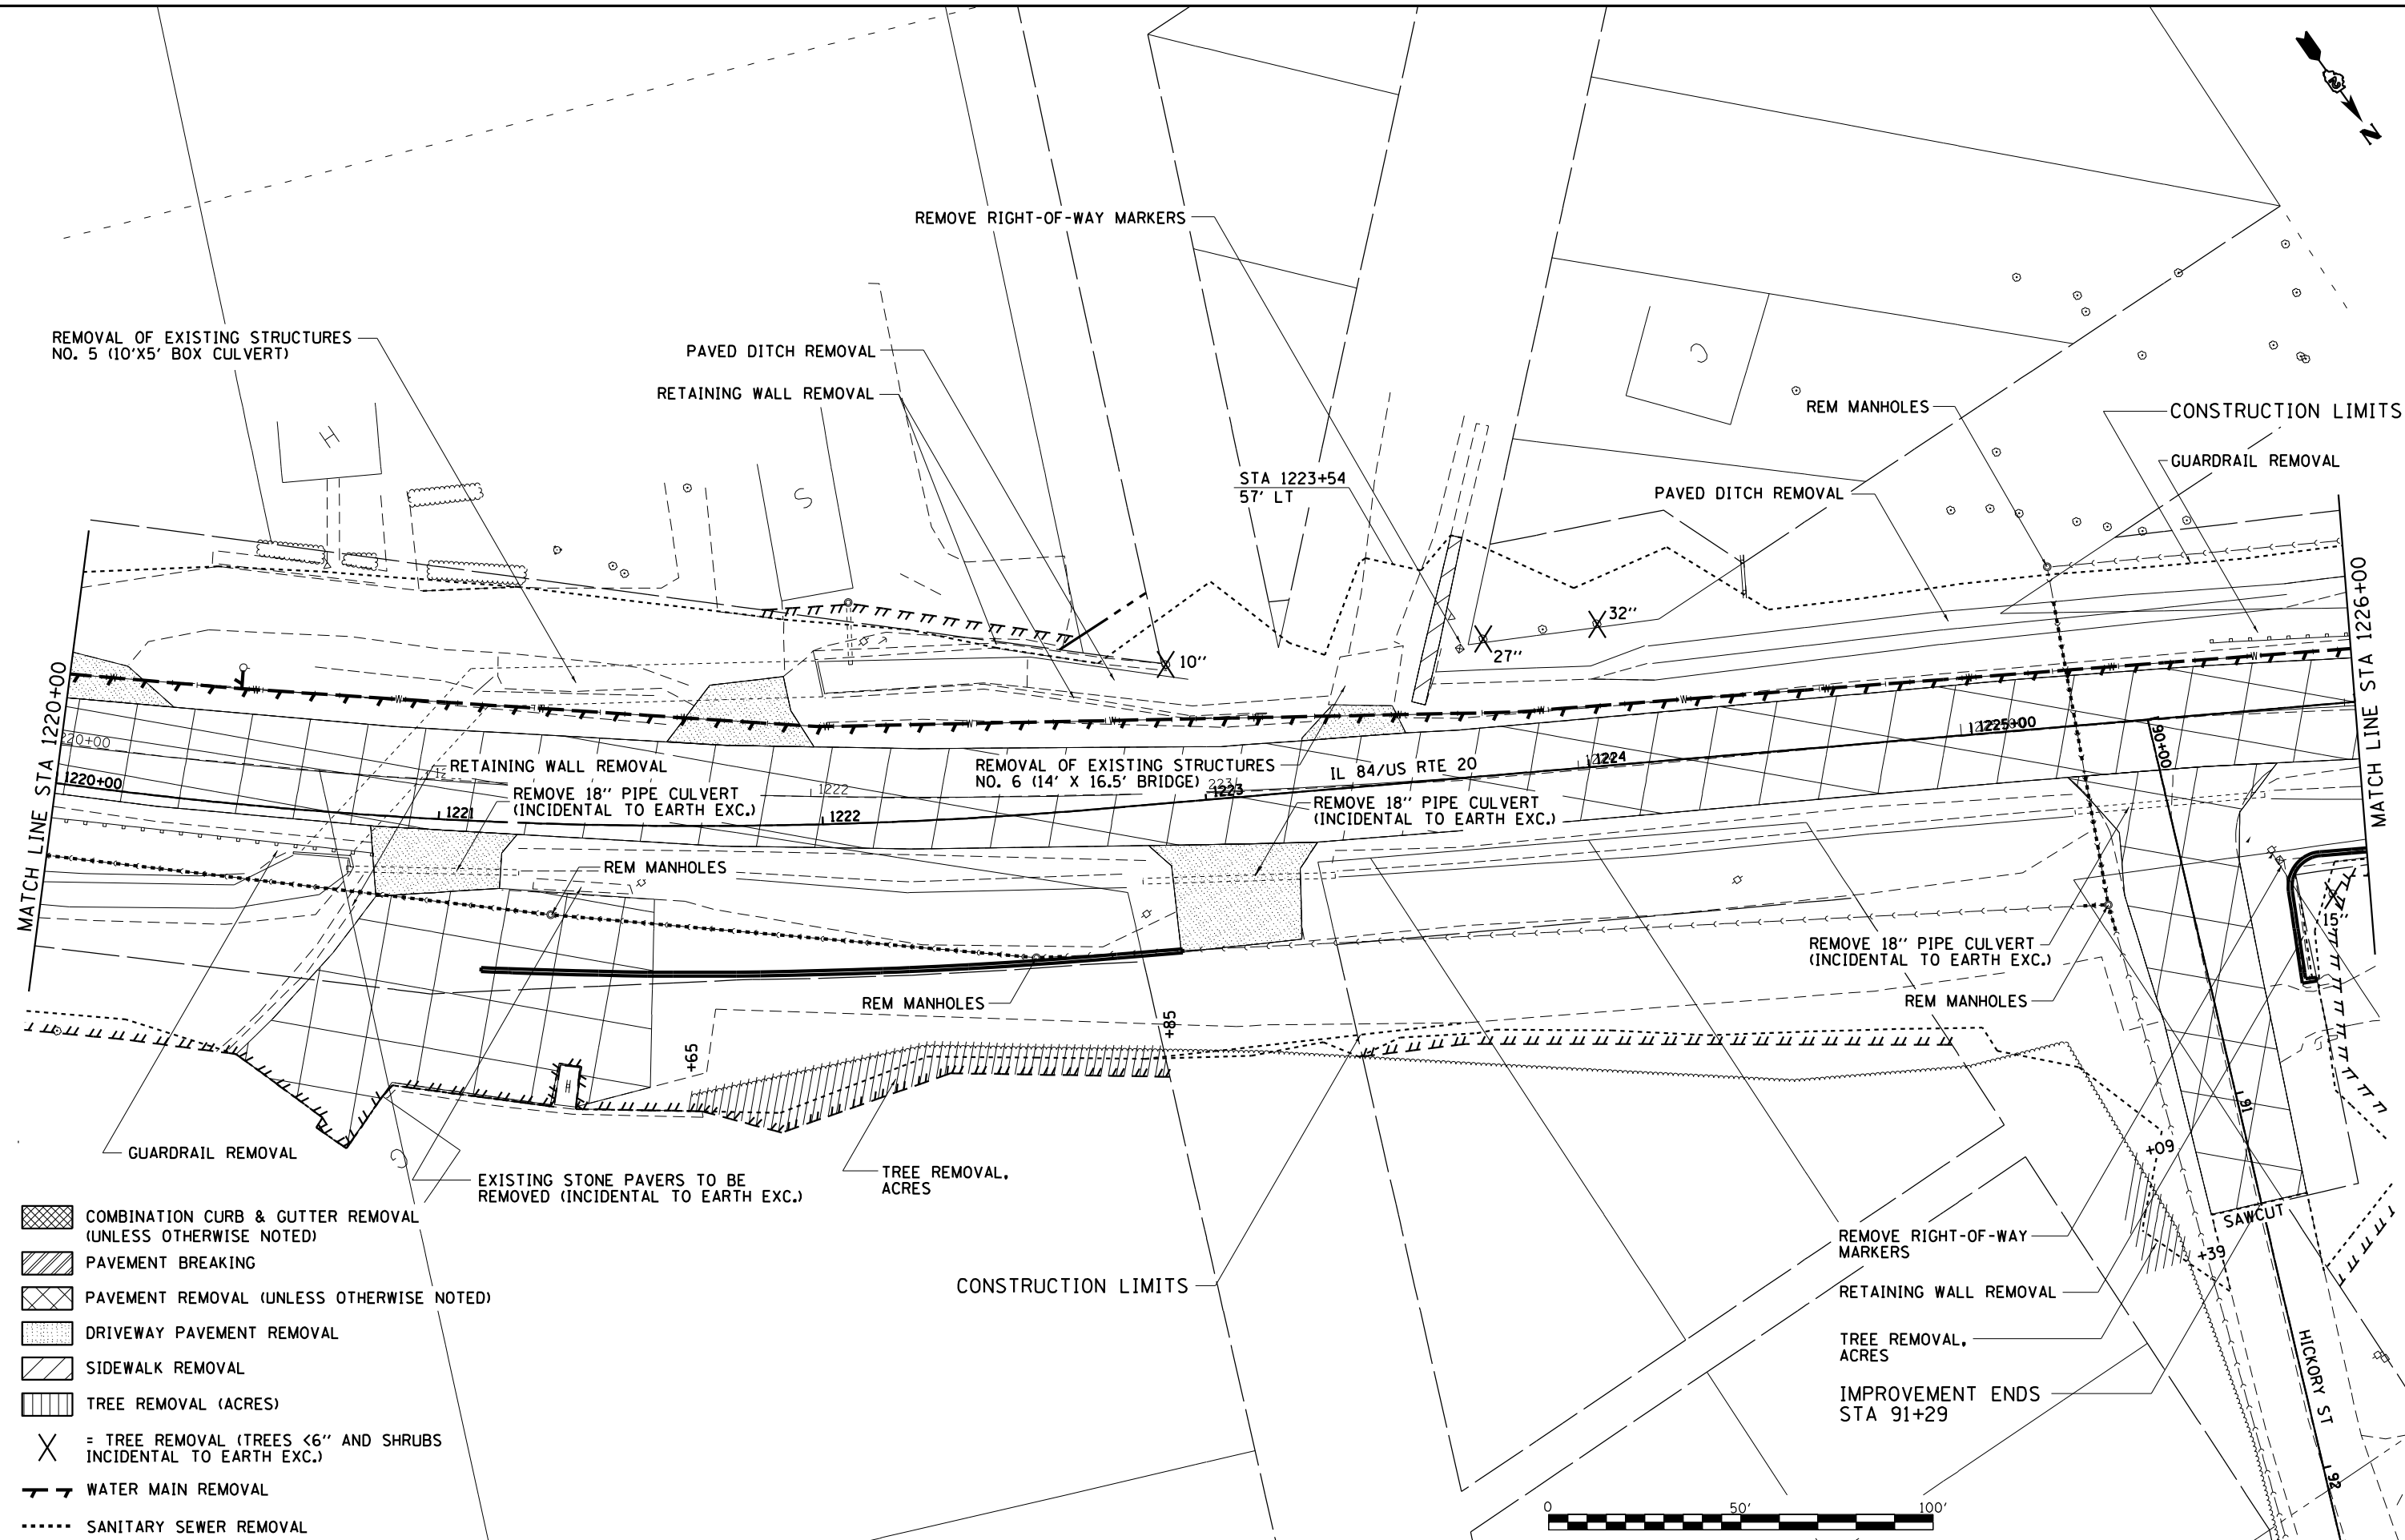 N
REMOVE RIGHT-OF-WAY MARKERS
REMOVAL OF EXISTING STRUCTURES
NO. 5 (10'X5' BOX CULVERT)
PAVED DITCH REMOVAL
RETAINING WALL REMOVAL
REM MANHOLES
CONSTRUCTION LIMITS
GUARDRAIL REMOVAL
H
S
C
STA 1223+54
57' LT
PAVED DITCH REMOVAL
10"
27"
32"
MATCH LINE STA 1220+00
MATCH LINE STA 1226+00
220+00
1220+00
1221
1222
1222
1223
1224
1225+00
90+00
RETAINING WALL REMOVAL
REMOVE 18" PIPE CULVERT
(INCIDENTAL TO EARTH EXC.)
REMOVAL OF EXISTING STRUCTURES
NO. 6 (14' X 16.5' BRIDGE)
IL 84/US RTE 20
REMOVE 18" PIPE CULVERT
(INCIDENTAL TO EARTH EXC.)
REM MANHOLES
15"
REMOVE 18" PIPE CULVERT
(INCIDENTAL TO EARTH EXC.)
REM MANHOLES
REM MANHOLES
+65
+85
H
91
+09
+39
SAWCUT
GUARDRAIL REMOVAL
C
EXISTING STONE PAVERS TO BE
REMOVED (INCIDENTAL TO EARTH EXC.)
TREE REMOVAL,
ACRES
CONSTRUCTION LIMITS
REMOVE RIGHT-OF-WAY
MARKERS
RETAINING WALL REMOVAL
TREE REMOVAL,
ACRES
IMPROVEMENT ENDS
STA 91+29
HICKORY ST
92
COMBINATION CURB & GUTTER REMOVAL
(UNLESS OTHERWISE NOTED)
PAVEMENT BREAKING
PAVEMENT REMOVAL (UNLESS OTHERWISE NOTED)
DRIVEWAY PAVEMENT REMOVAL
SIDEWALK REMOVAL
TREE REMOVAL (ACRES)
= TREE REMOVAL (TREES <6" AND SHRUBS
INCIDENTAL TO EARTH EXC.)
WATER MAIN REMOVAL
SANITARY SEWER REMOVAL
0 50' 100'